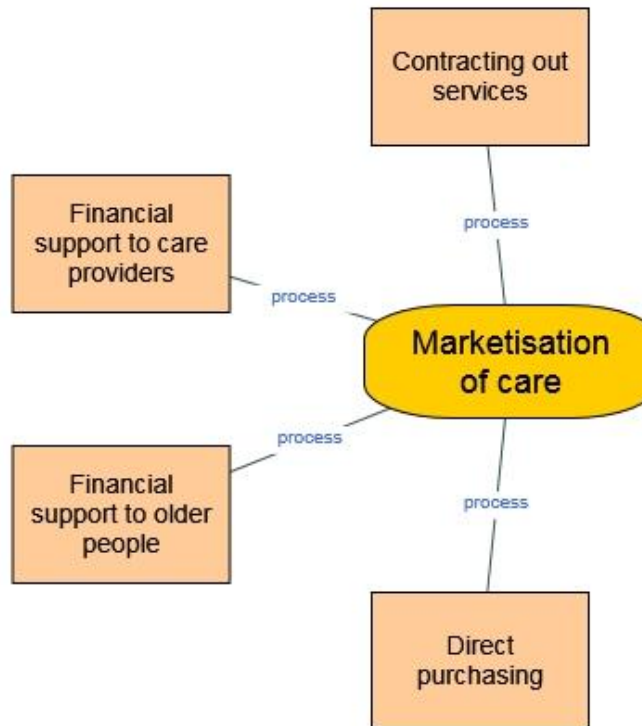 Contracting out
services
process
Financial
support to care
providers
process
Marketisation
of care
process
Financial
support to older
people
process
Direct
purchasing